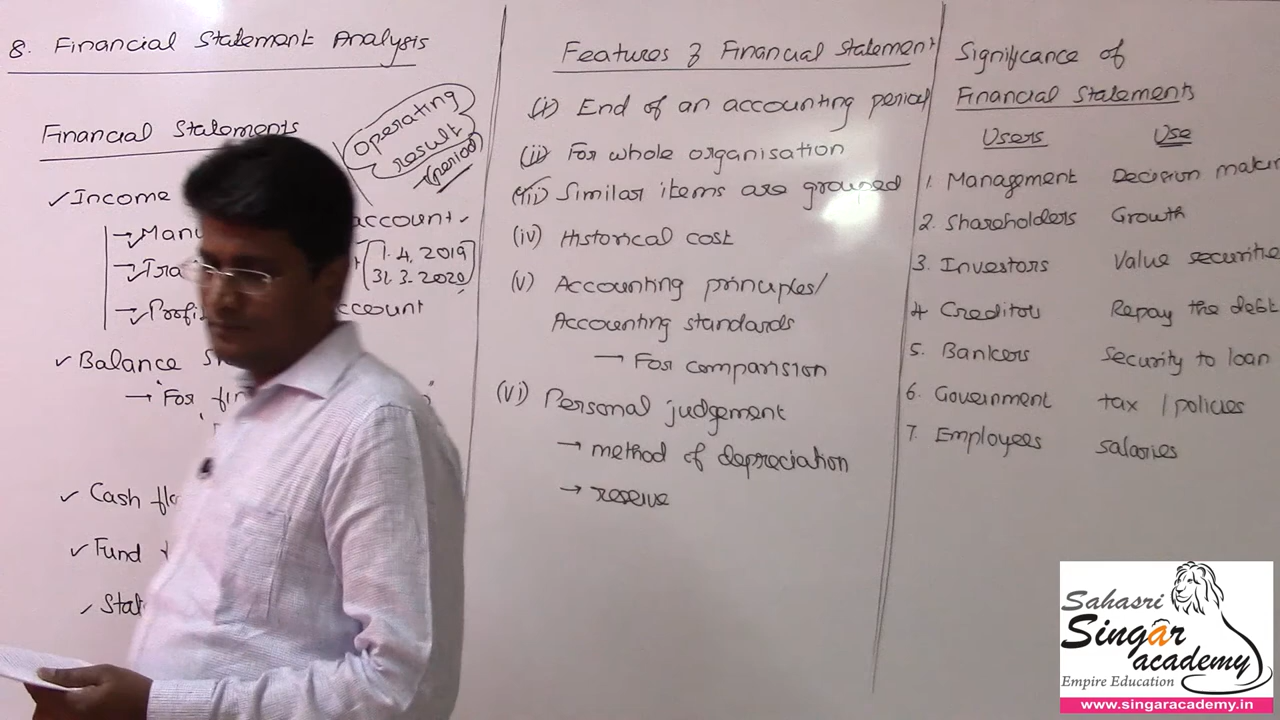 8. Financial Statement Analysis
Financial Statements
Operating
result
(period)
✓Income
account ✓
→ Manu
1.4.2019
31.3.2020
→ Tra
→ Profi
ccount
✓ Balance S
→ "For fin
✓ Cash flo
✓ Fund
✓ Stat
Features of Financial Statement
(i) End of an accounting period
(ii) For whole organisation
(iii) Similar items are grouped
(iv) Historical cost
(v) Accounting principles/
Accounting standards
→ For comparision
(vi) Personal judgement
→ method of depreciation
→ reserve
Significance of
Financial Statements
Users Use
1. Management Decision makin
2. Shareholders Growth
3. Investors Value securitie
4 Creditors Repay the debt
5. Bankers Security to loan
6. Government tax / policies
7. Employees salaries
Sahasri
Singâr
academy
Empire Education
www.singaracademy.in